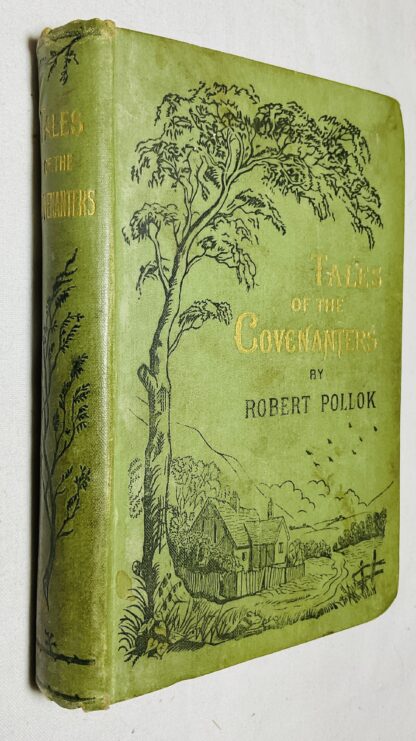 TALES
OF THE
COVENANTERS
TALES
OF THE
COVENANTERS
BY
ROBERT POLLOK